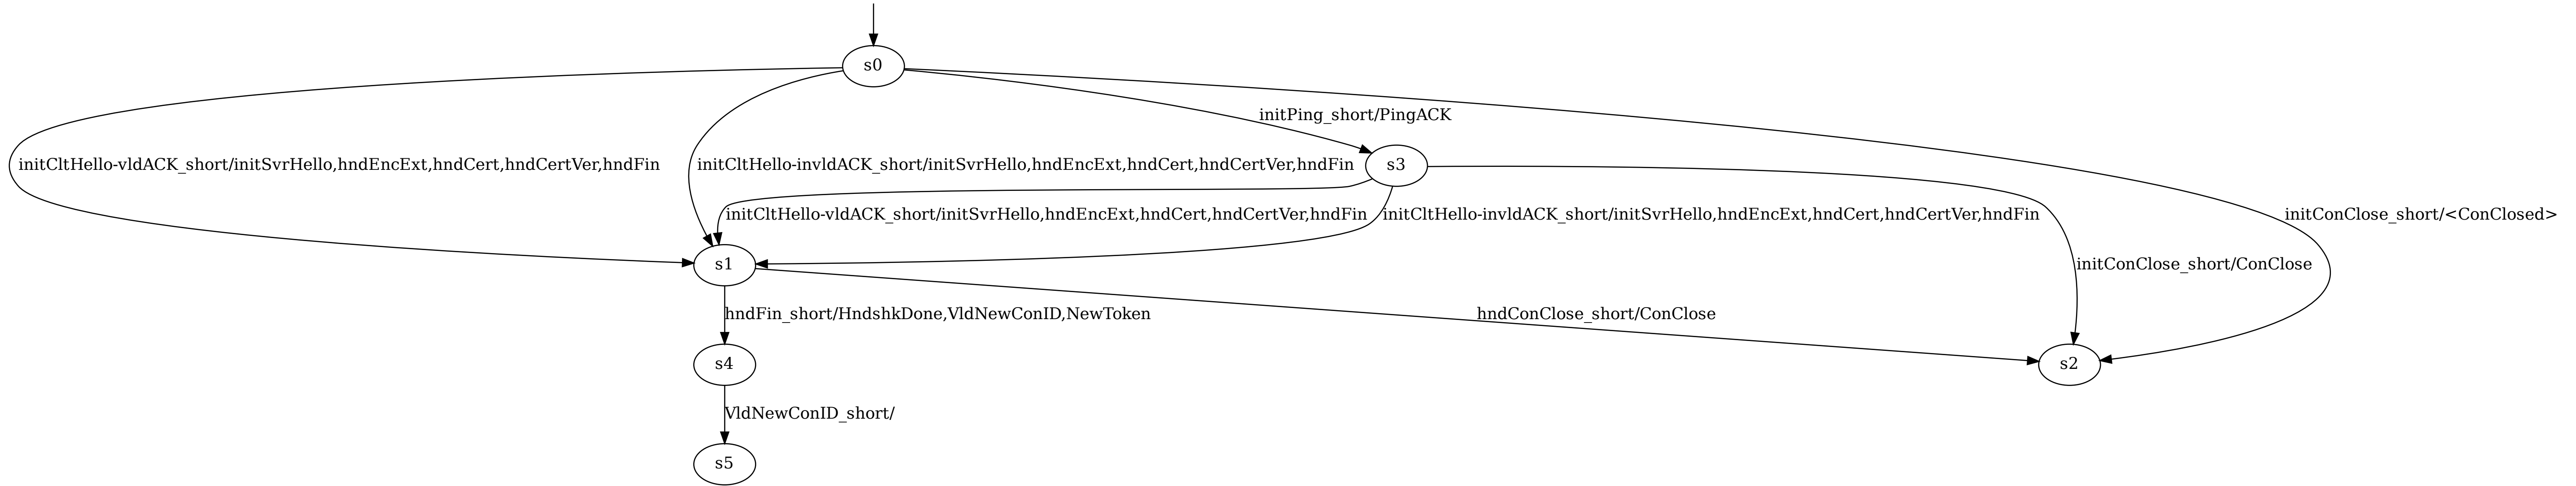 s0
initPing_short/PingACK
initCltHello-vldACK_short/initSvrHello,hndEncExt,hndCert,hndCertVer,hndFin
initCltHello-invldACK_short/initSvrHello,hndEncExt,hndCert,hndCertVer,hndFin
s3
initCltHello-vldACK_short/initSvrHello,hndEncExt,hndCert,hndCertVer,hndFin
initCltHello-invldACK_short/initSvrHello,hndEncExt,hndCert,hndCertVer,hndFin
initConClose_short/<ConClosed>
s1
initConClose_short/ConClose
hndFin_short/HndshkDone,VldNewConID,NewToken
hndConClose_short/ConClose
s4
s2
VldNewConID_short/
s5